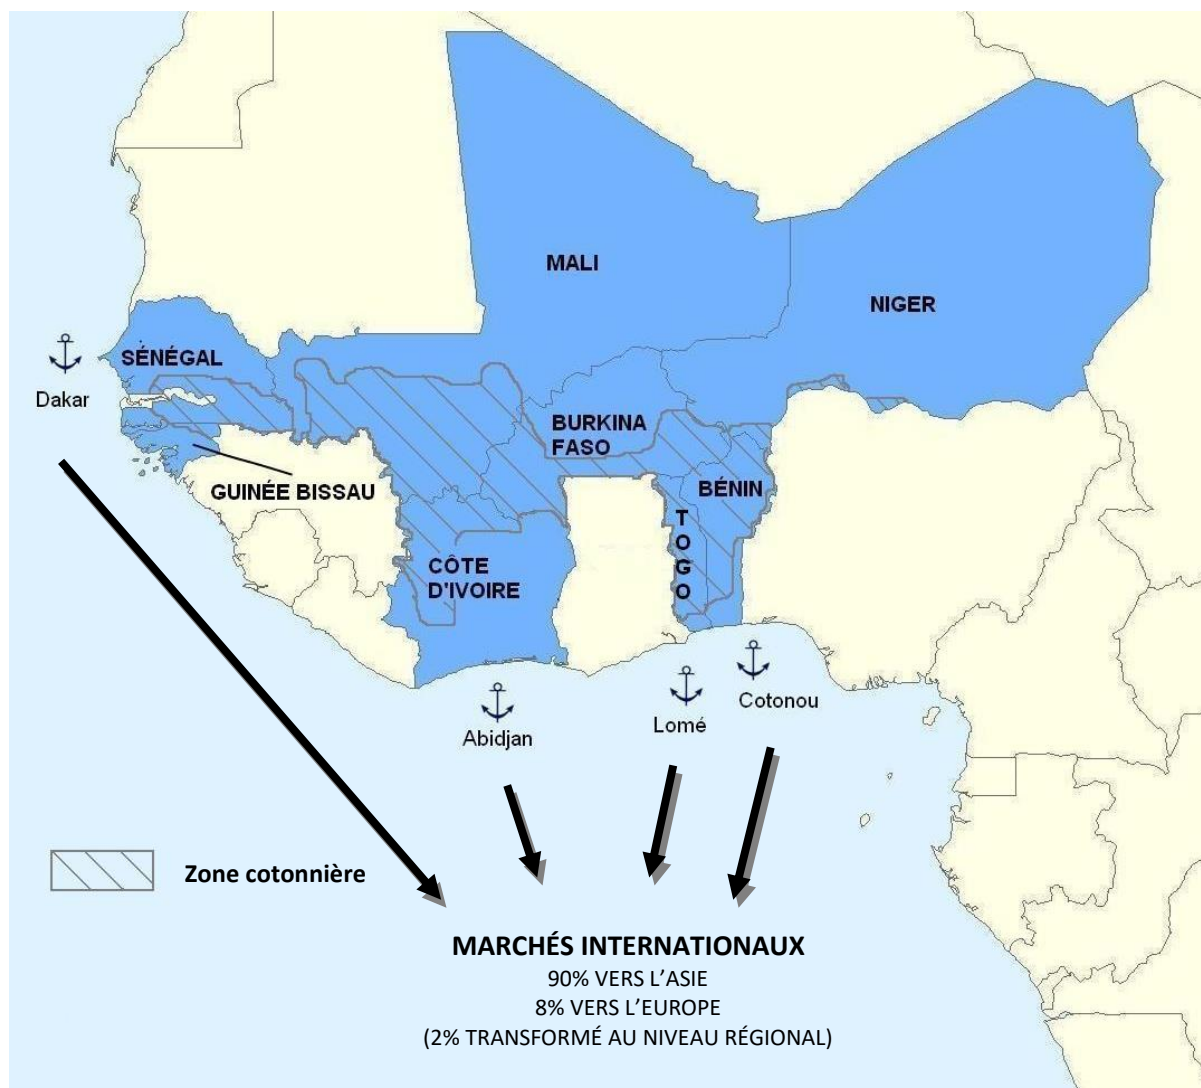 MALI
NIGER
SÉNÉGAL
Dakar
BURKINA
FASO
BÉNIN
GUINÉE BISSAU
TOGO
CÔTE
D'IVOIRE
Cotonou
Lomé
Abidjan
Zone cotonnière
MARCHÉS INTERNATIONAUX
90% VERS L’ASIE
8% VERS L’EUROPE
(2% TRANSFORMÉ AU NIVEAU RÉGIONAL)